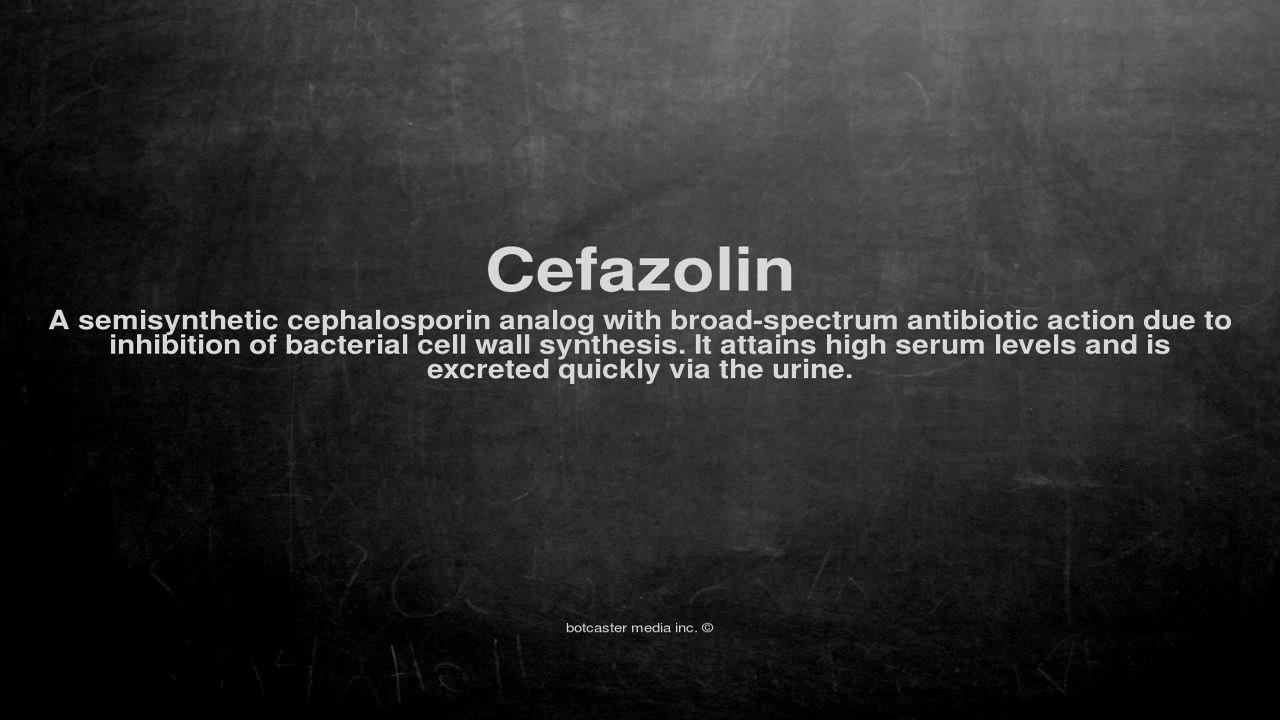 Cefazolin
A semisynthetic cephalosporin analog with broad-spectrum antibiotic action due to
inhibition of bacterial cell wall synthesis. It attains high serum levels and is
excreted quickly via the urine.
botcaster media inc. ©